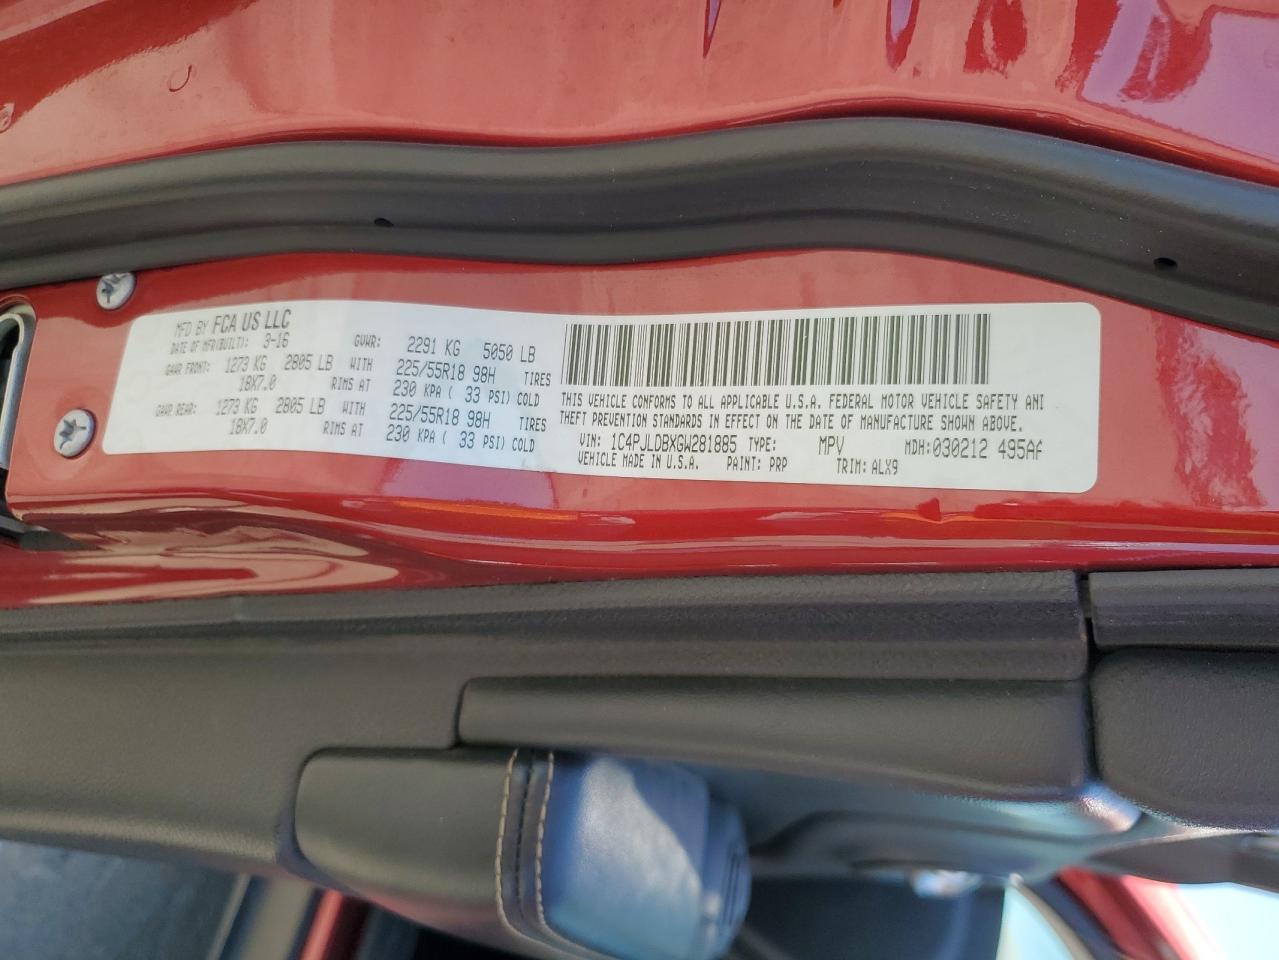 MFD BY FCA US LLC
DATE OF MFR(BUILT): 3-16 GVWR: 2291 KG 5050 LB
GAWR FRONT: 1273 KG 2805 LB WITH 225/55R18 98H TIRES
18X7.0 RIMS AT 230 KPA ( 33 PSI) COLD
GAWR REAR: 1273 KG 2805 LB WITH 225/55R18 98H TIRES
18X7.0 RIMS AT 230 KPA ( 33 PSI) COLD
THIS VEHICLE CONFORMS TO ALL APPLICABLE U.S.A. FEDERAL MOTOR VEHICLE SAFETY AND
THEFT PREVENTION STANDARDS IN EFFECT ON THE DATE OF MANUFACTURE SHOWN ABOVE.
VIN: 1C4PJLDBXGW281885 TYPE: MPV MDH:030212 495AF
VEHICLE MADE IN U.S.A. PAINT: PRP TRIM: ALX9